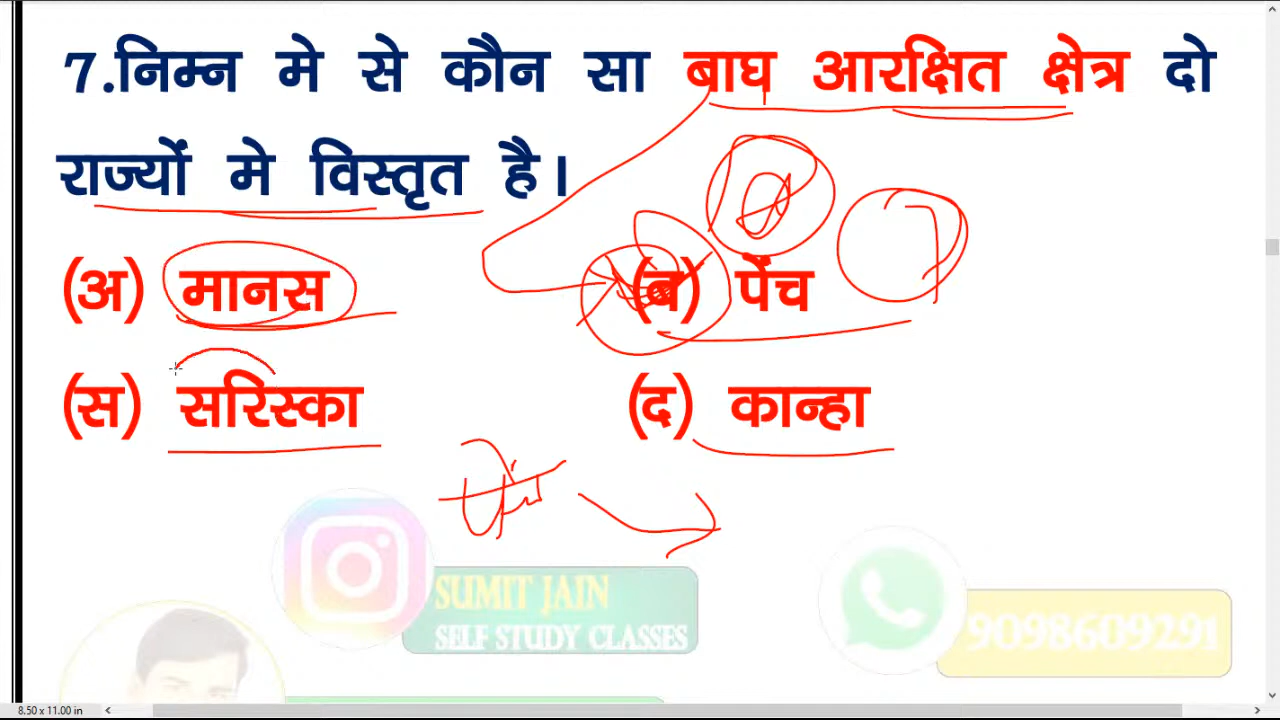 7.निम्न मे से कौन सा बाघ आरक्षित क्षेत्र दो
राज्यों मे विस्तृत है।
(अ) मानस (ब) पेंच
(स) सरिस्का (द) कान्हा
SUMIT JAIN
SELF STUDY CLASSES
9098609291
8.50 x 11.00 in